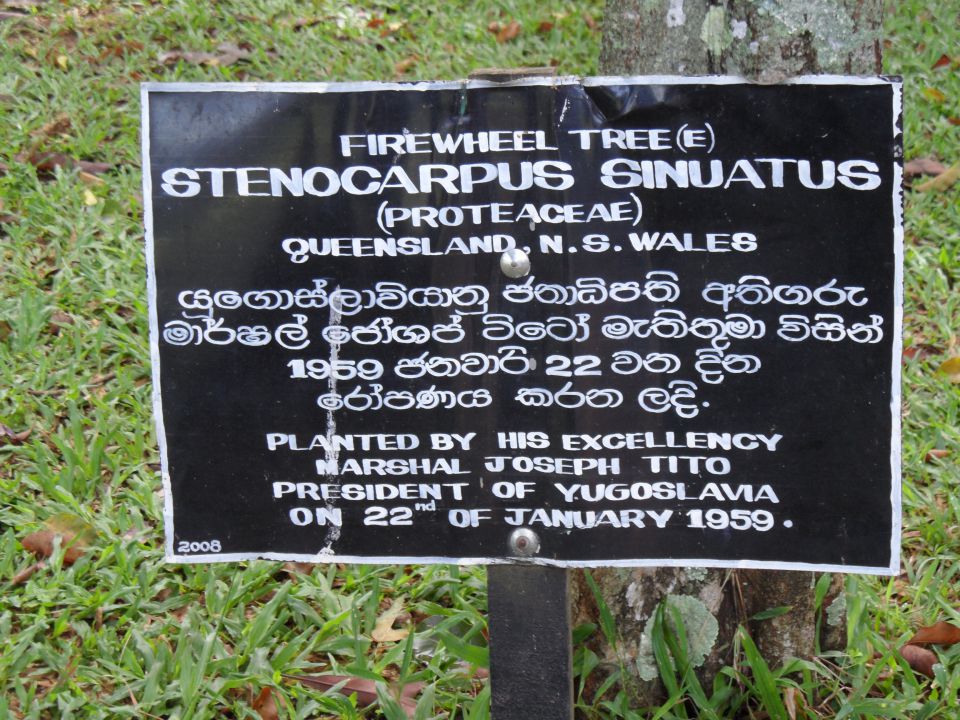 FIREWHEEL TREE (E)
STENOCARPUS SINUATUS
(PROTEACEAE)
QUEENSLAND, N.S. WALES
යුගොස්ලාවියානු ජනාධිපති අතිගරු
මාර්ෂල් ජෝශප් ටිටෝ මැතිතුමා විසින්
1959 ජනවාරි 22 වන දින
රෝපණය කරන ලදි.
PLANTED BY HIS EXCELLENCY
MARSHAL JOSEPH TITO
PRESIDENT OF YUGOSLAVIA
ON 22nd OF JANUARY 1959.
2008